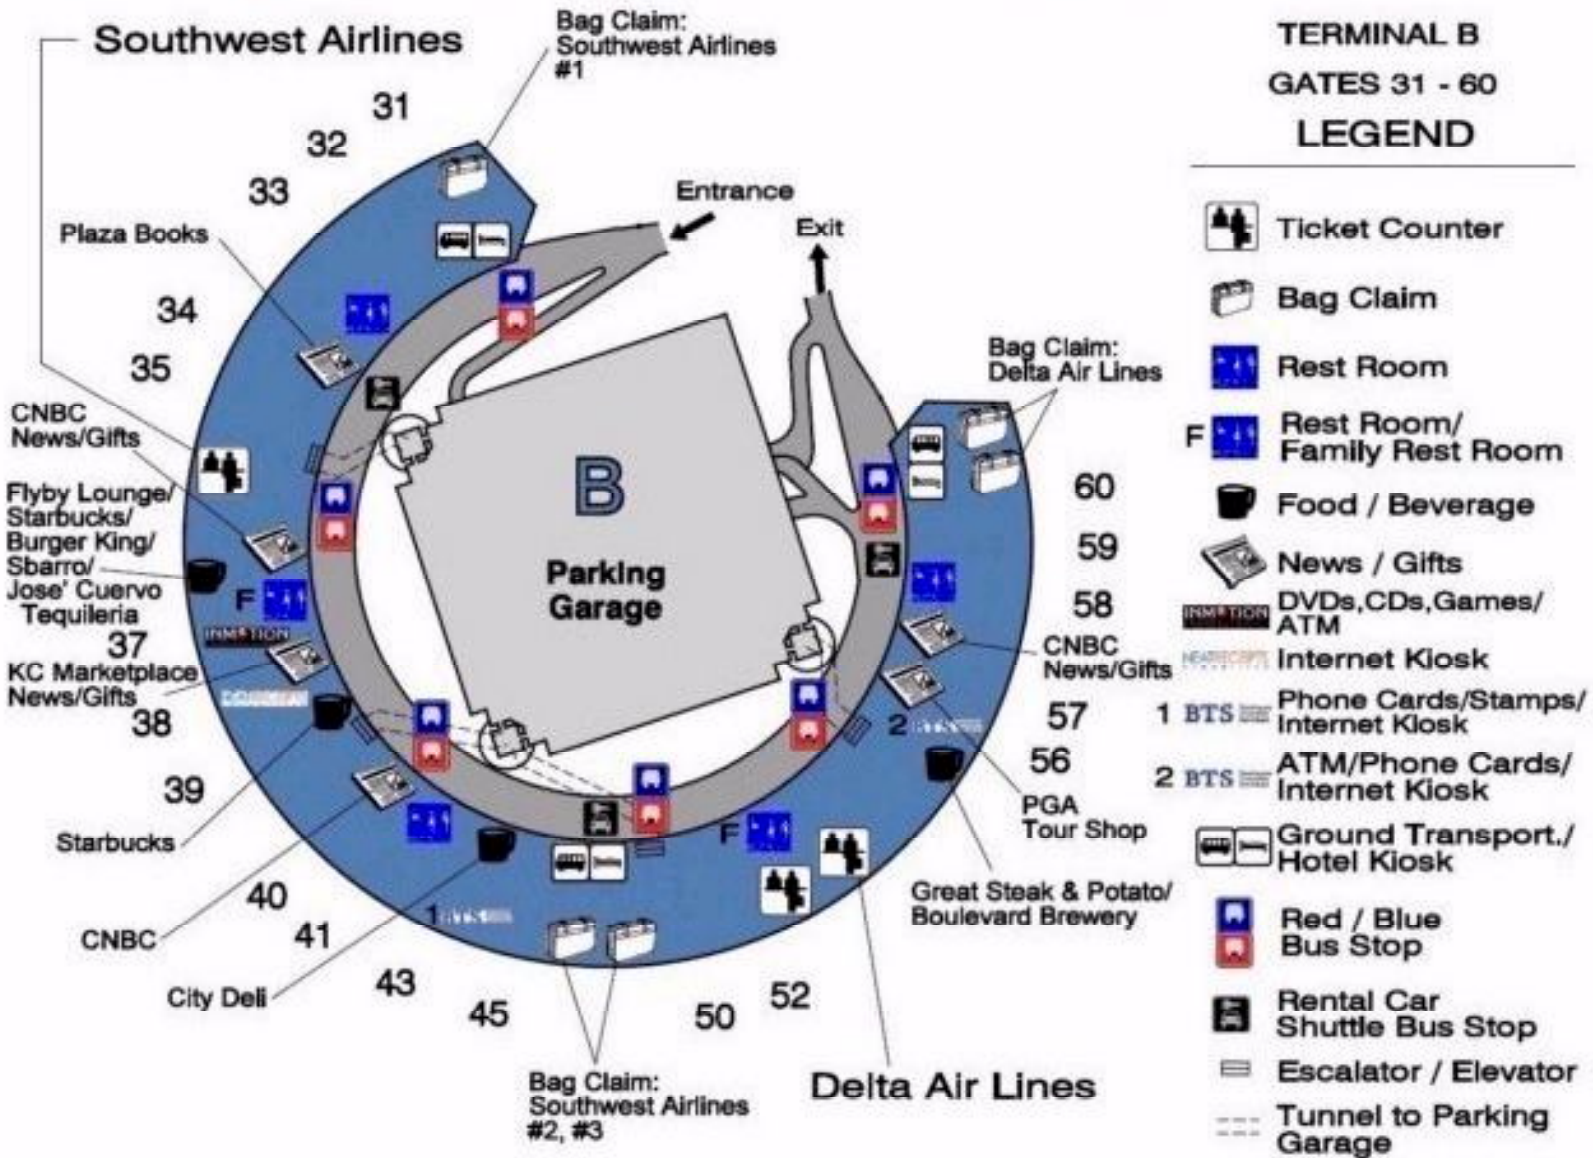 Southwest Airlines
Bag Claim:
Southwest Airlines
#1
31
32
33
Plaza Books
Entrance
Exit
34
35
CNBC
News/Gifts
Flyby Lounge/
Starbucks/
Burger King/
Sbarro/
Jose' Cuervo
Tequileria
F
INMOTION
37
KC Marketplace
News/Gifts
38
39
Starbucks
40
41
CNBC
43
City Deli
45
1 BTS
Bag Claim:
Southwest Airlines
#2, #3
50
52
F
Delta Air Lines
B
Parking
Garage
Bag Claim:
Delta Air Lines
60
59
58
CNBC
News/Gifts
57
2 BTS
56
PGA
Tour Shop
Great Steak & Potato/
Boulevard Brewery
TERMINAL B
GATES 31 - 60
LEGEND
Ticket Counter
Bag Claim
Rest Room
F Rest Room/
Family Rest Room
Food / Beverage
News / Gifts
INMOTION DVDs,CDs,Games/
ATM
Internet Kiosk
1 BTS Phone Cards/Stamps/
Internet Kiosk
2 BTS ATM/Phone Cards/
Internet Kiosk
Ground Transport./
Hotel Kiosk
Red / Blue
Bus Stop
Rental Car
Shuttle Bus Stop
Escalator / Elevator
Tunnel to Parking
Garage